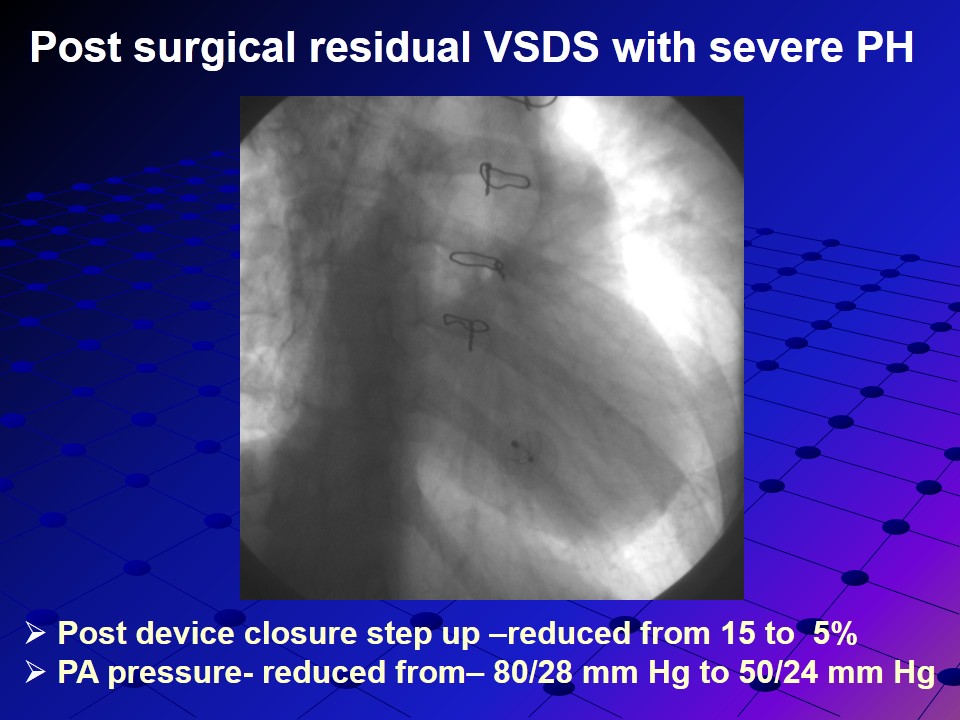 Post surgical residual VSDS with severe PH
➢ Post device closure step up –reduced from 15 to  5%
➢ PA pressure- reduced from– 80/28 mm Hg to 50/24 mm Hg